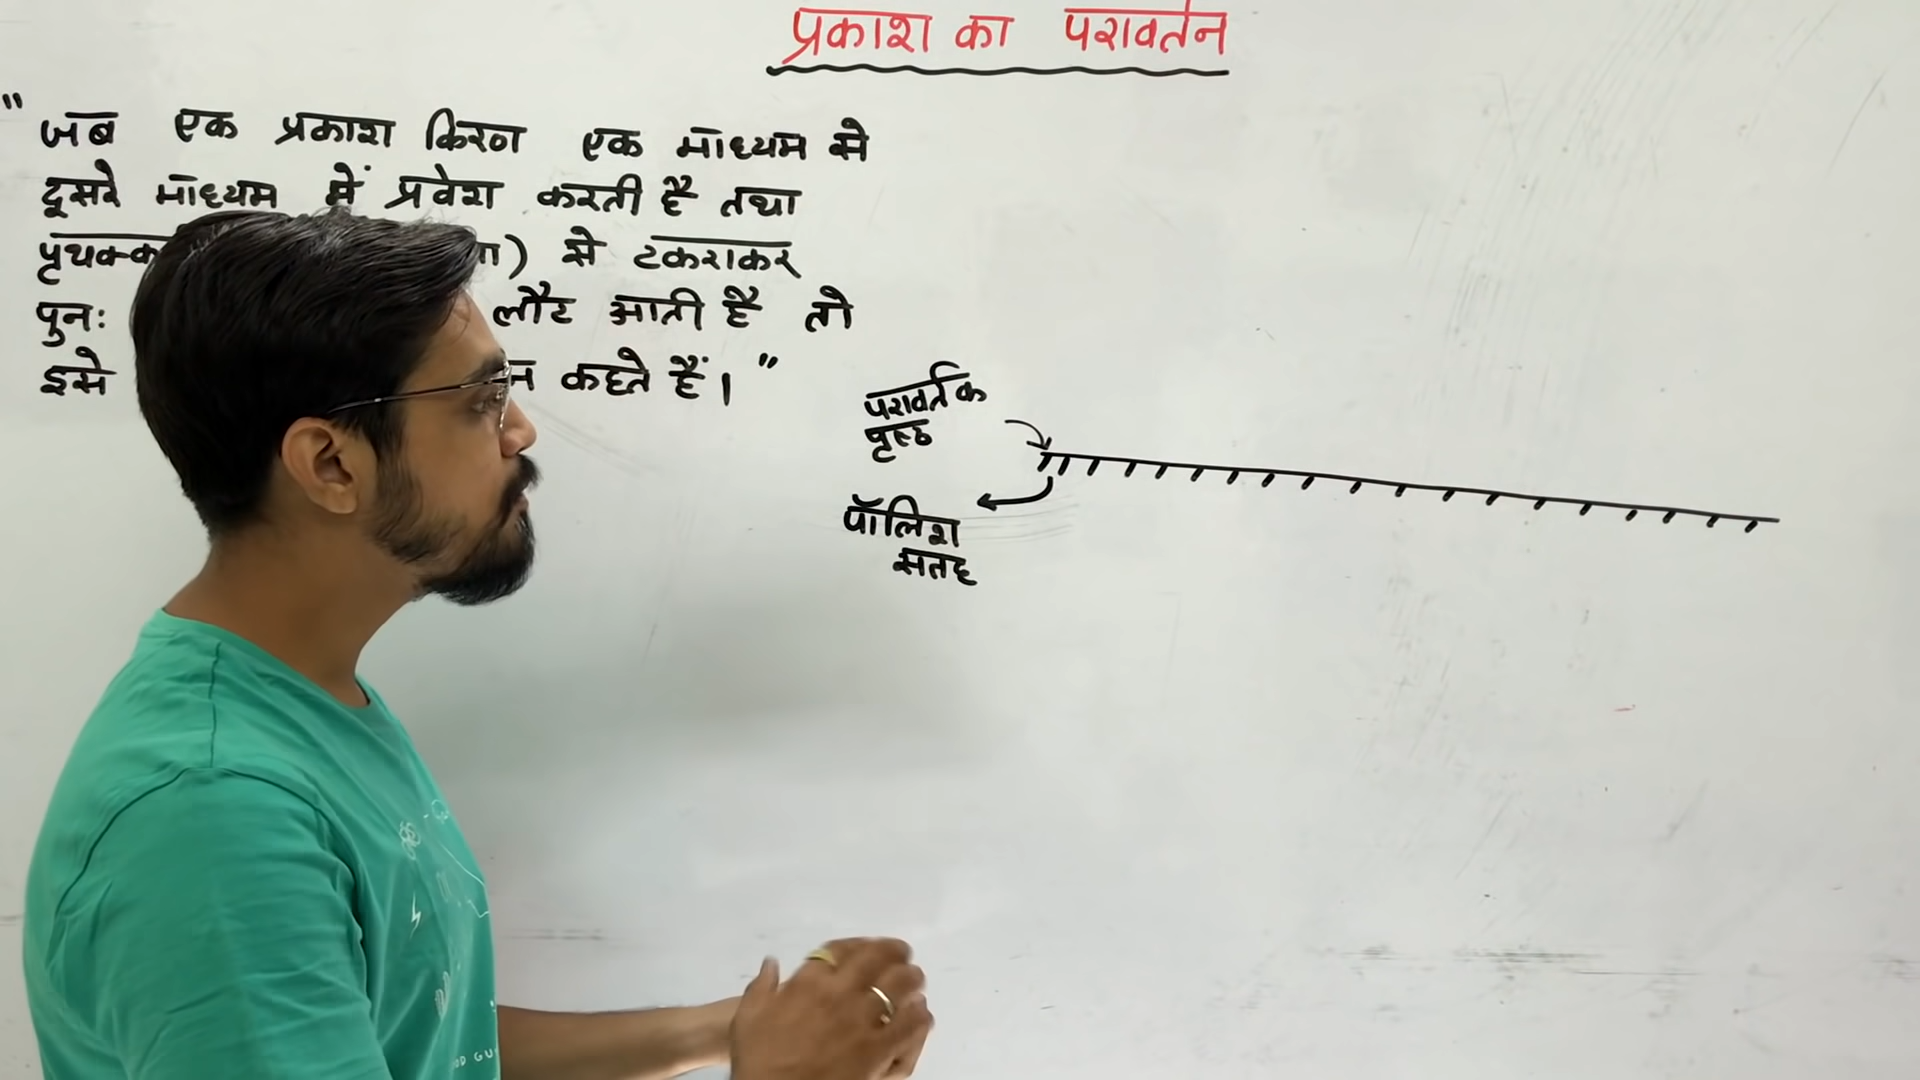 प्रकाश का परावर्तन
" जब एक प्रकाश किरण एक माध्यम से
दूसरे माध्यम में प्रवेश करती है तथा
से टकराकर
पुनः लौट आती है तो
इसे कहते हैं। "
परावर्तक
पृष्ठ
पॉलिश
सतह